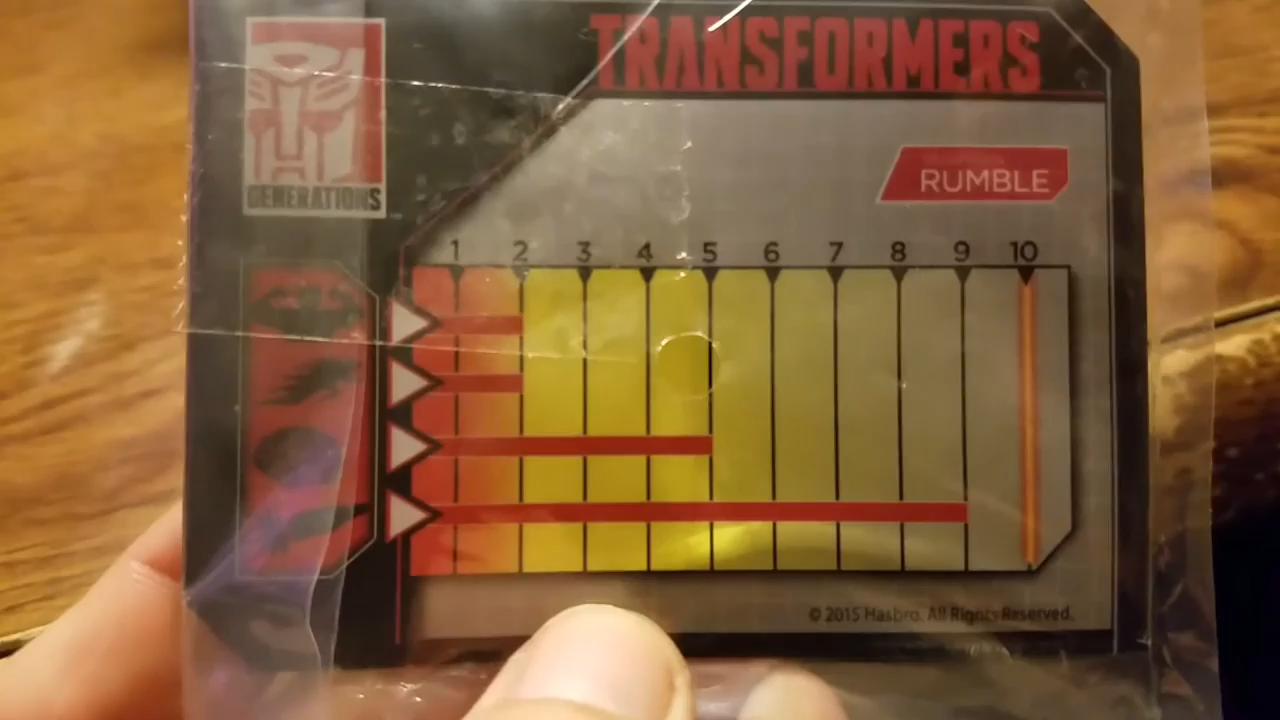 TRANSFORMERS
GENERATIONS
RUMBLE
1 2 3 4 5 6 7 8 9 10
© 2015 Hasbro. All Rights Reserved.